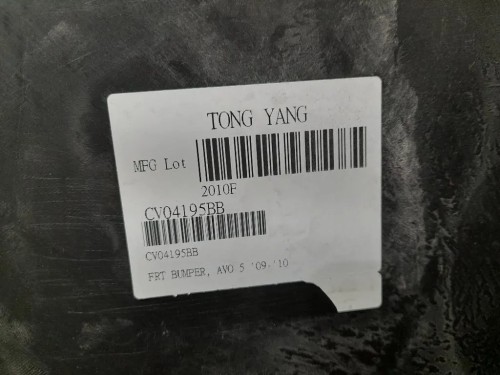 TONG YANG
MFG Lot
2010F
CV04195BB
CV04195BB
FRT BUMPER, AVO 5 '09-'10